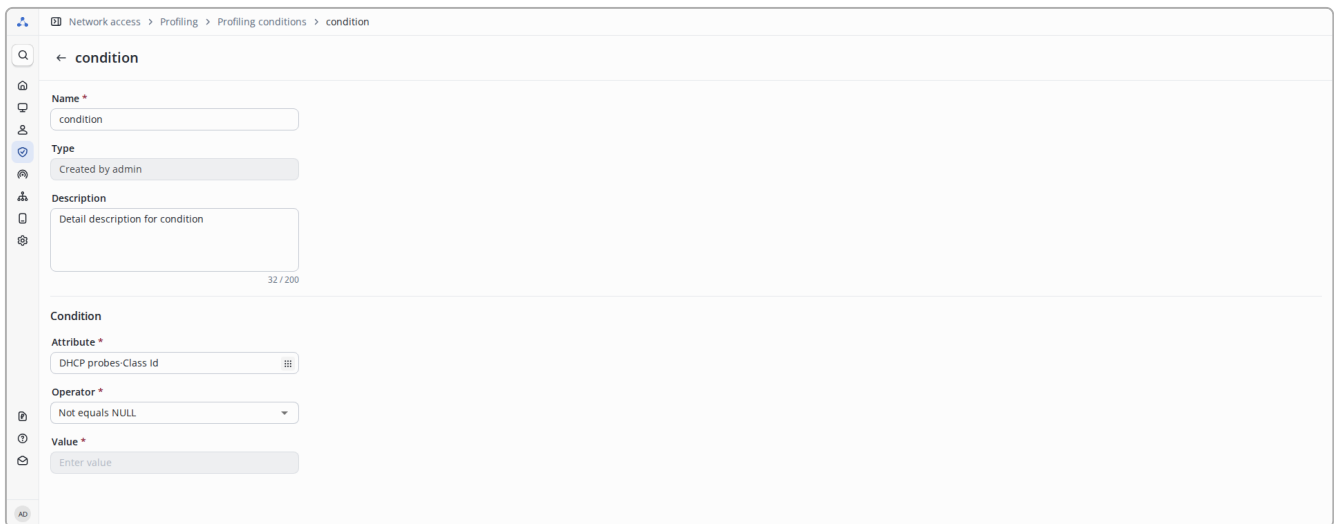 Network access > Profiling > Profiling conditions > condition
condition
Name *
condition
Type
Created by admin
Description
Detail description for condition
32 / 200
Condition
Attribute *
DHCP probes·Class Id
Operator *
Not equals NULL
Value *
Enter value
AD